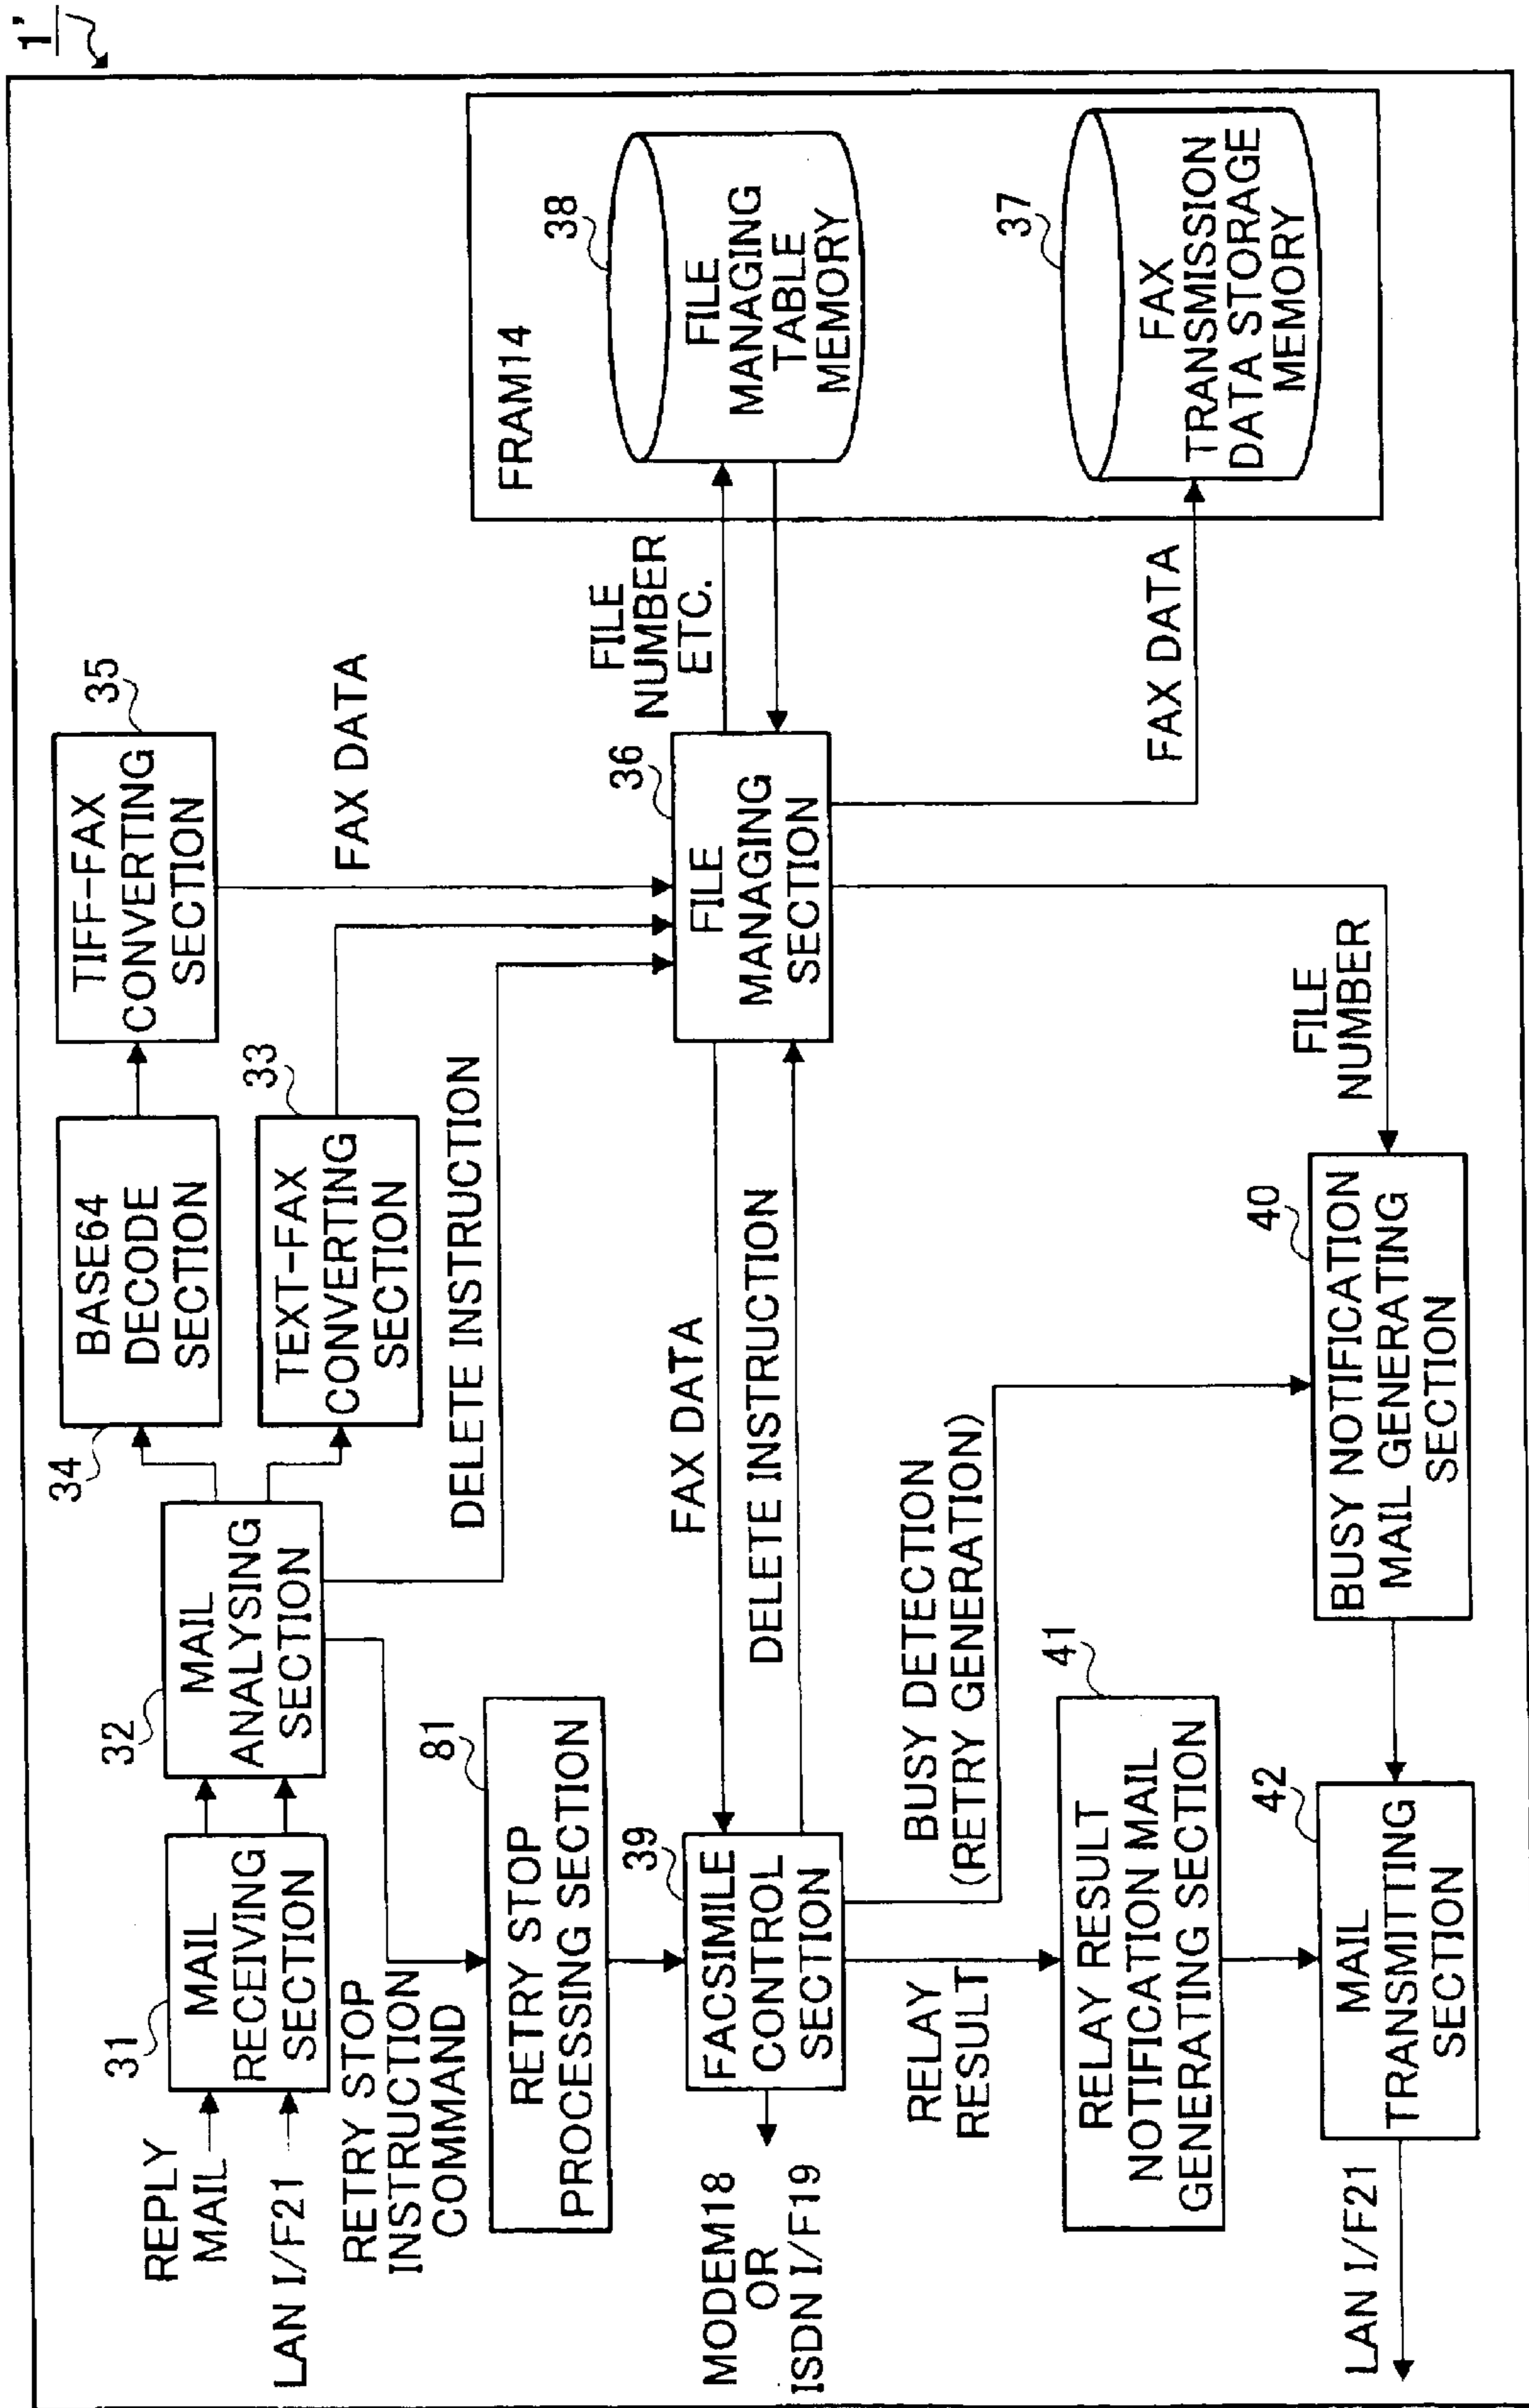 1'
REPLY
MAIL
LAN I/F21
31
MAIL
RECEIVING
SECTION
32
MAIL
ANALYSING
SECTION
34
BASE64
DECODE
SECTION
35
TIFF-FAX
CONVERTING
SECTION
33
TEXT-FAX
CONVERTING
SECTION
FAX DATA
DELETE INSTRUCTION
RETRY STOP
INSTRUCTION
COMMAND
81
RETRY STOP
PROCESSING SECTION
FRAM14
38
FILE
MANAGING
TABLE
MEMORY
FILE
NUMBER
ETC.
36
FILE
MANAGING
SECTION
FAX DATA
DELETE INSTRUCTION
39
FACSIMILE
CONTROL
SECTION
MODEM18
OR
ISDN I/F19
37
FAX
TRANSMISSION
DATA STORAGE
MEMORY
FAX DATA
BUSY DETECTION
(RETRY GENERATION)
RELAY
RESULT
41
RELAY RESULT
NOTIFICATION MAIL
GENERATING SECTION
FILE
NUMBER
40
BUSY NOTIFICATION
MAIL GENERATING
SECTION
42
MAIL
TRANSMITTING
SECTION
LAN I/F21